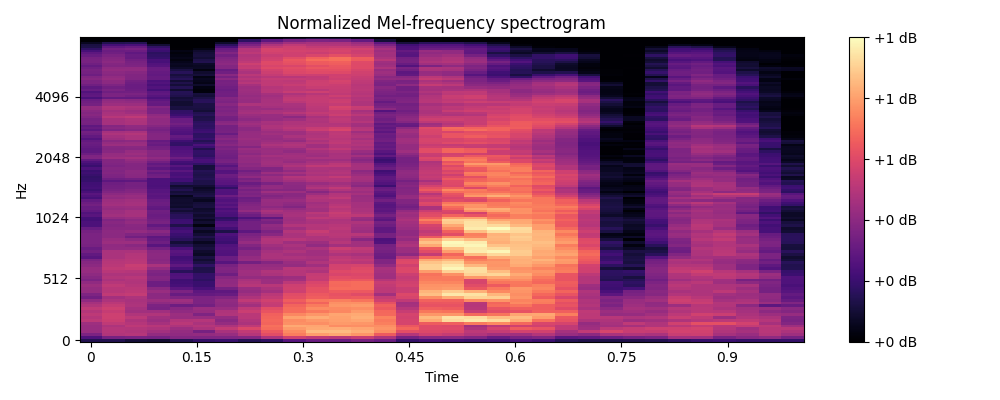 Normalized Mel-frequency spectrogram
+1 dB
+1 dB
+1 dB
+0 dB
+0 dB
+0 dB
4096
2048
1024
512
0
Hz
0 0.15 0.3 0.45 0.6 0.75 0.9
Time